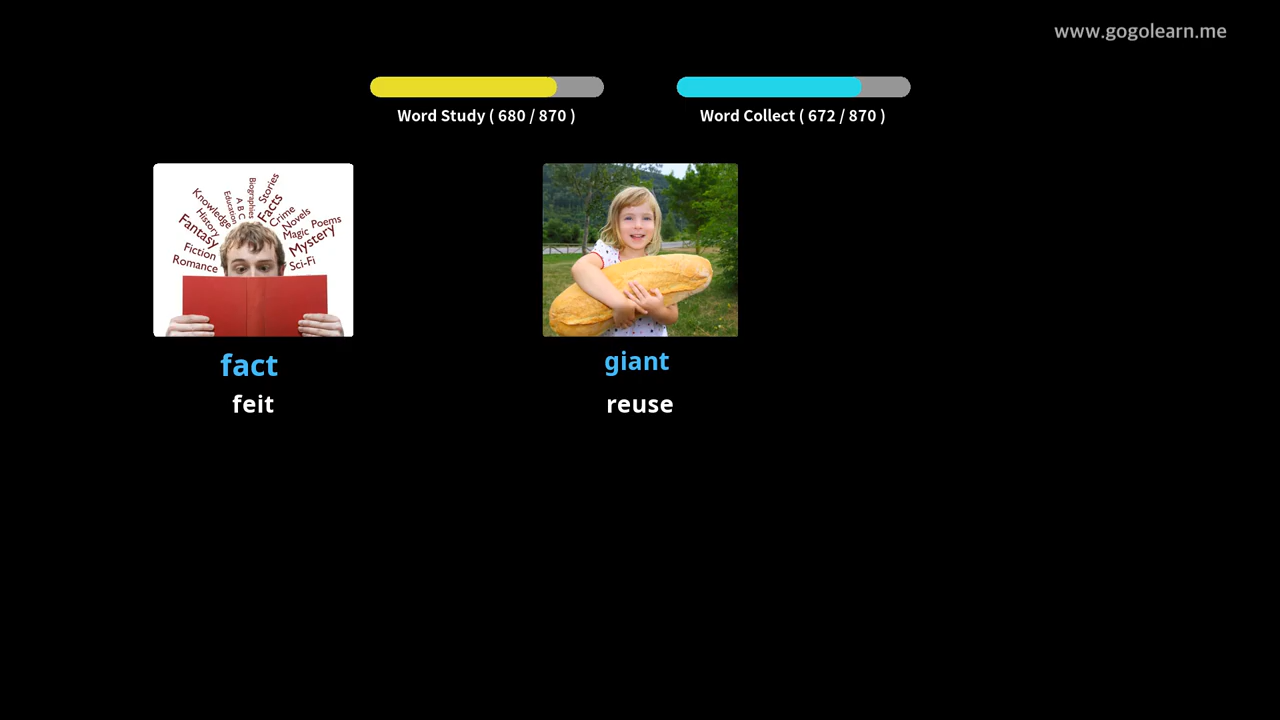 www.gogolearn.me
Word Study ( 680 / 870 )
Word Collect ( 672 / 870 )
Knowledge
History
Fantasy
Fiction
Romance
Education
A B C
Biographies
Stories
Facts
Crime
Novels
Magic
Poems
Mystery
Sci-Fi
fact
feit
giant
reuse